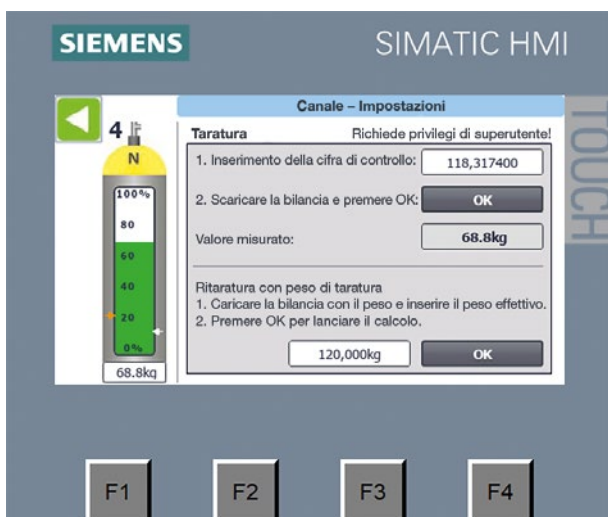 SIEMENS
SIMATIC HMI
TOUCH
Canale – Impostazioni
4
Taratura
Richiede privilegi di superutente!
N
1. Inserimento della cifra di controllo:
118,317400
100%
80
60
40
20
0%
2. Scaricare la bilancia e premere OK:
OK
Valore misurato:
68.8kg
Ritaratura con peso di taratura
1. Caricare la bilancia con il peso e inserire il peso effettivo.
2. Premere OK per lanciare il calcolo.
120,000kg
OK
68.8kg
F1
F2
F3
F4